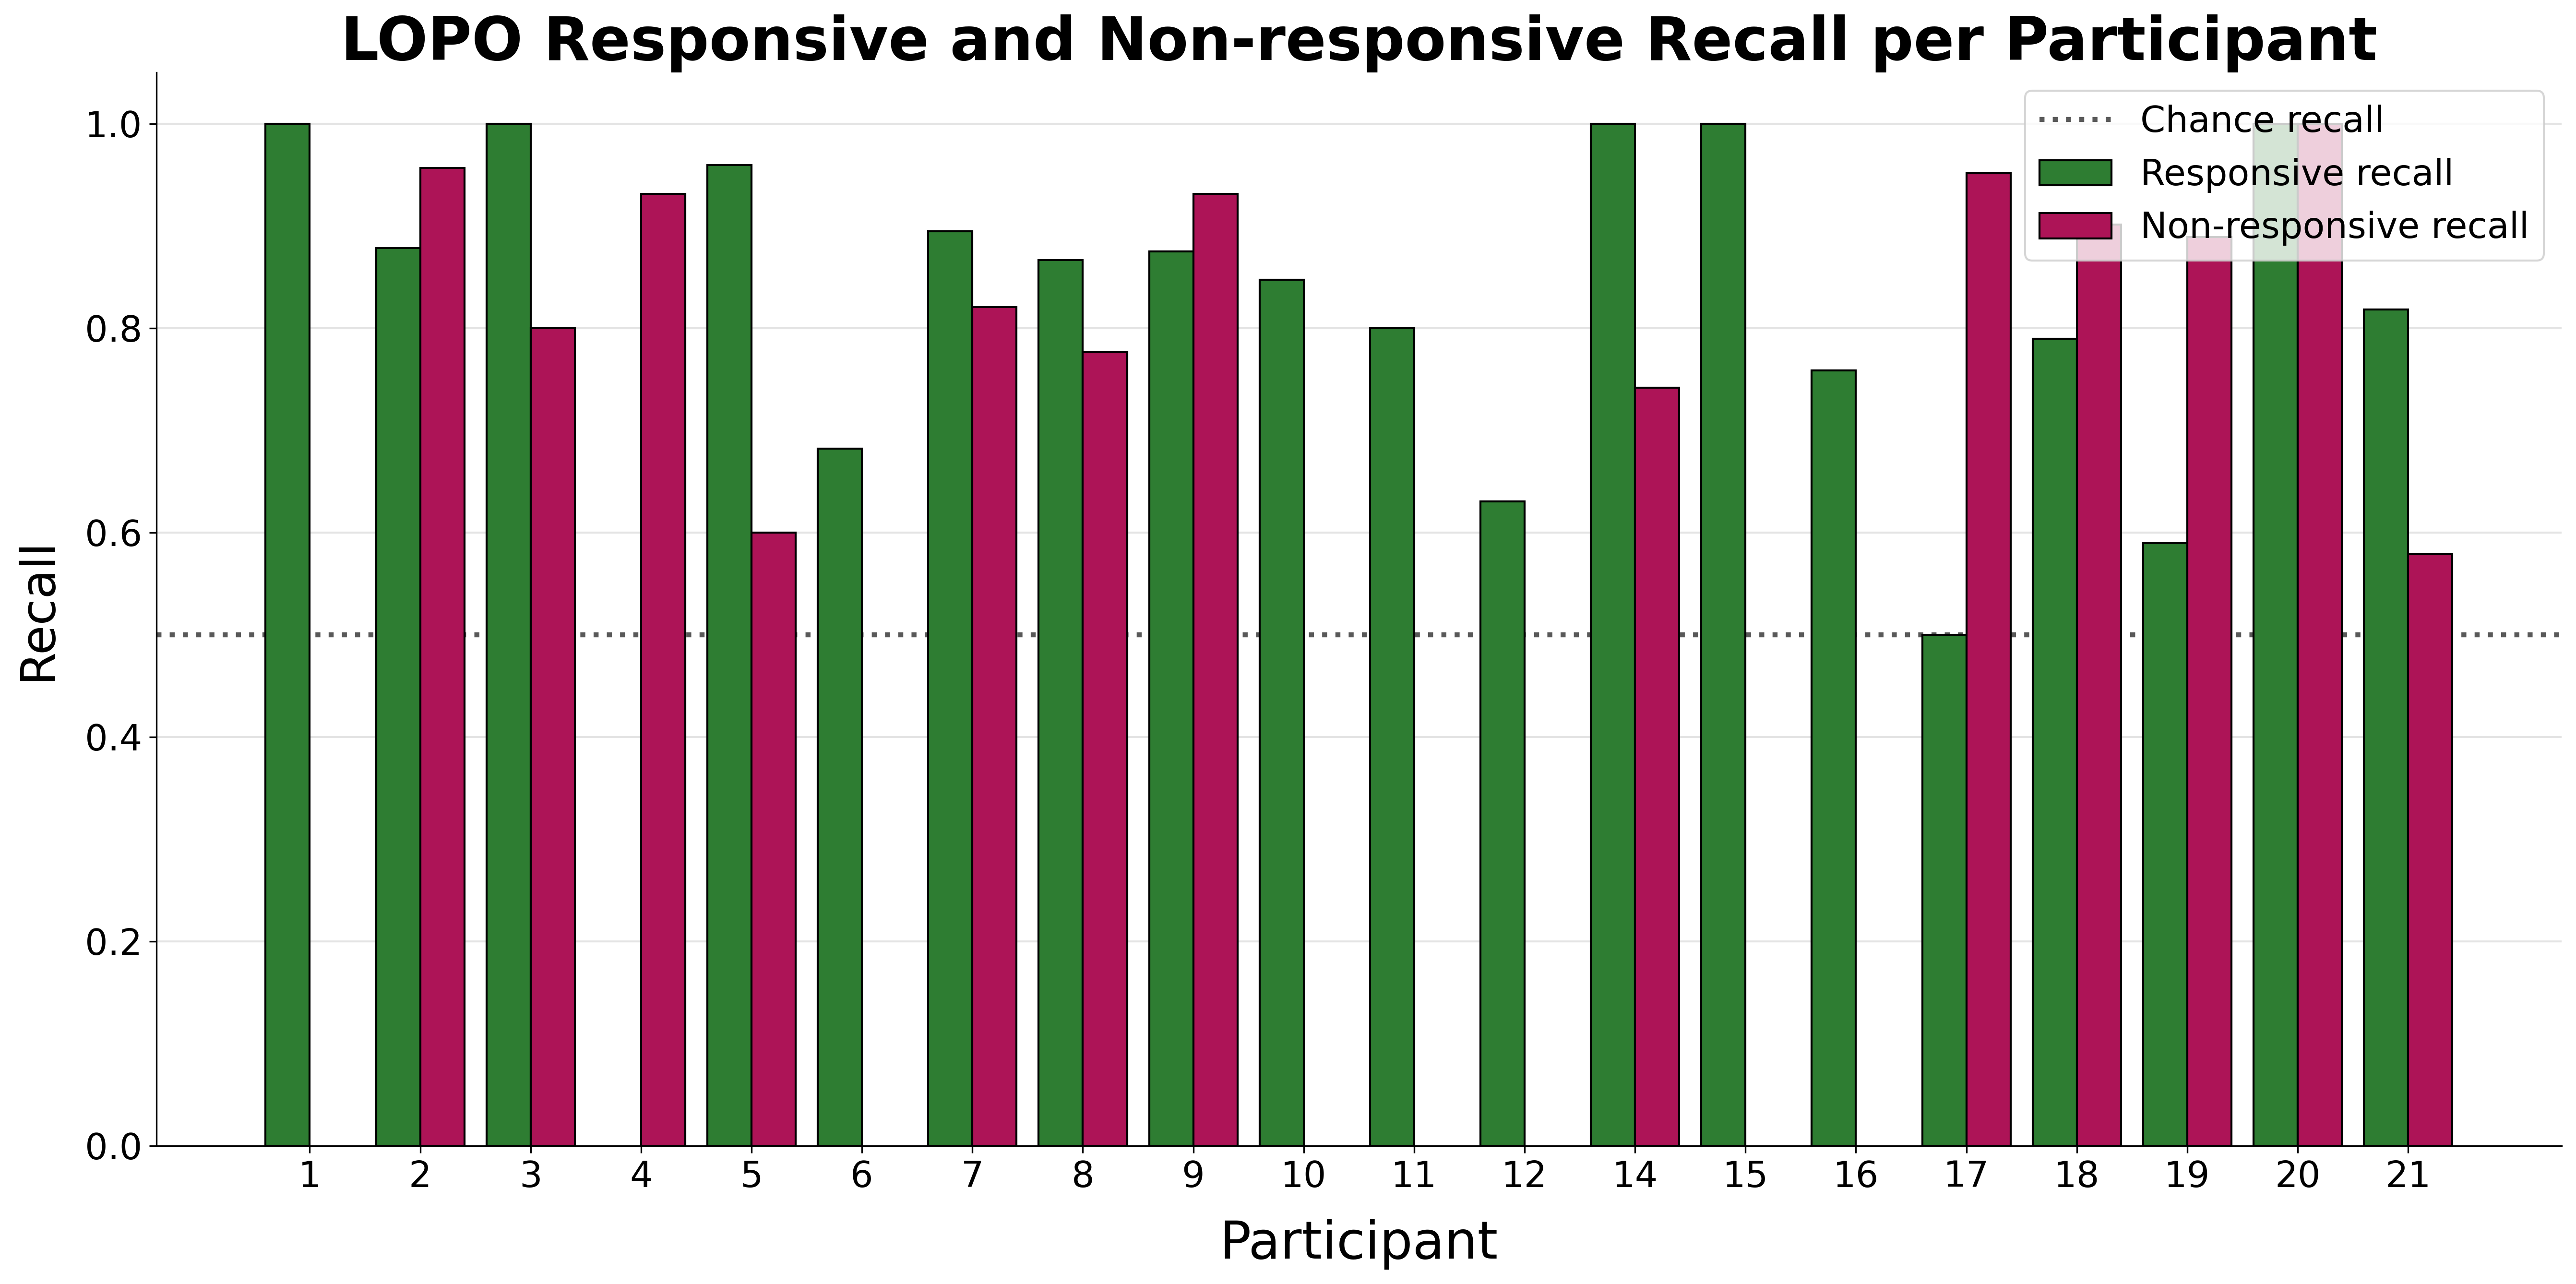 LOPO Responsive and Non-responsive Recall per Participant
Chance recall
Responsive recall
Non-responsive recall
1.0
0.8
0.6
0.4
0.2
0.0
Recall
1 2 3 4 5 6 7 8 9 10 11 12 14 15 16 17 18 19 20 21
Participant